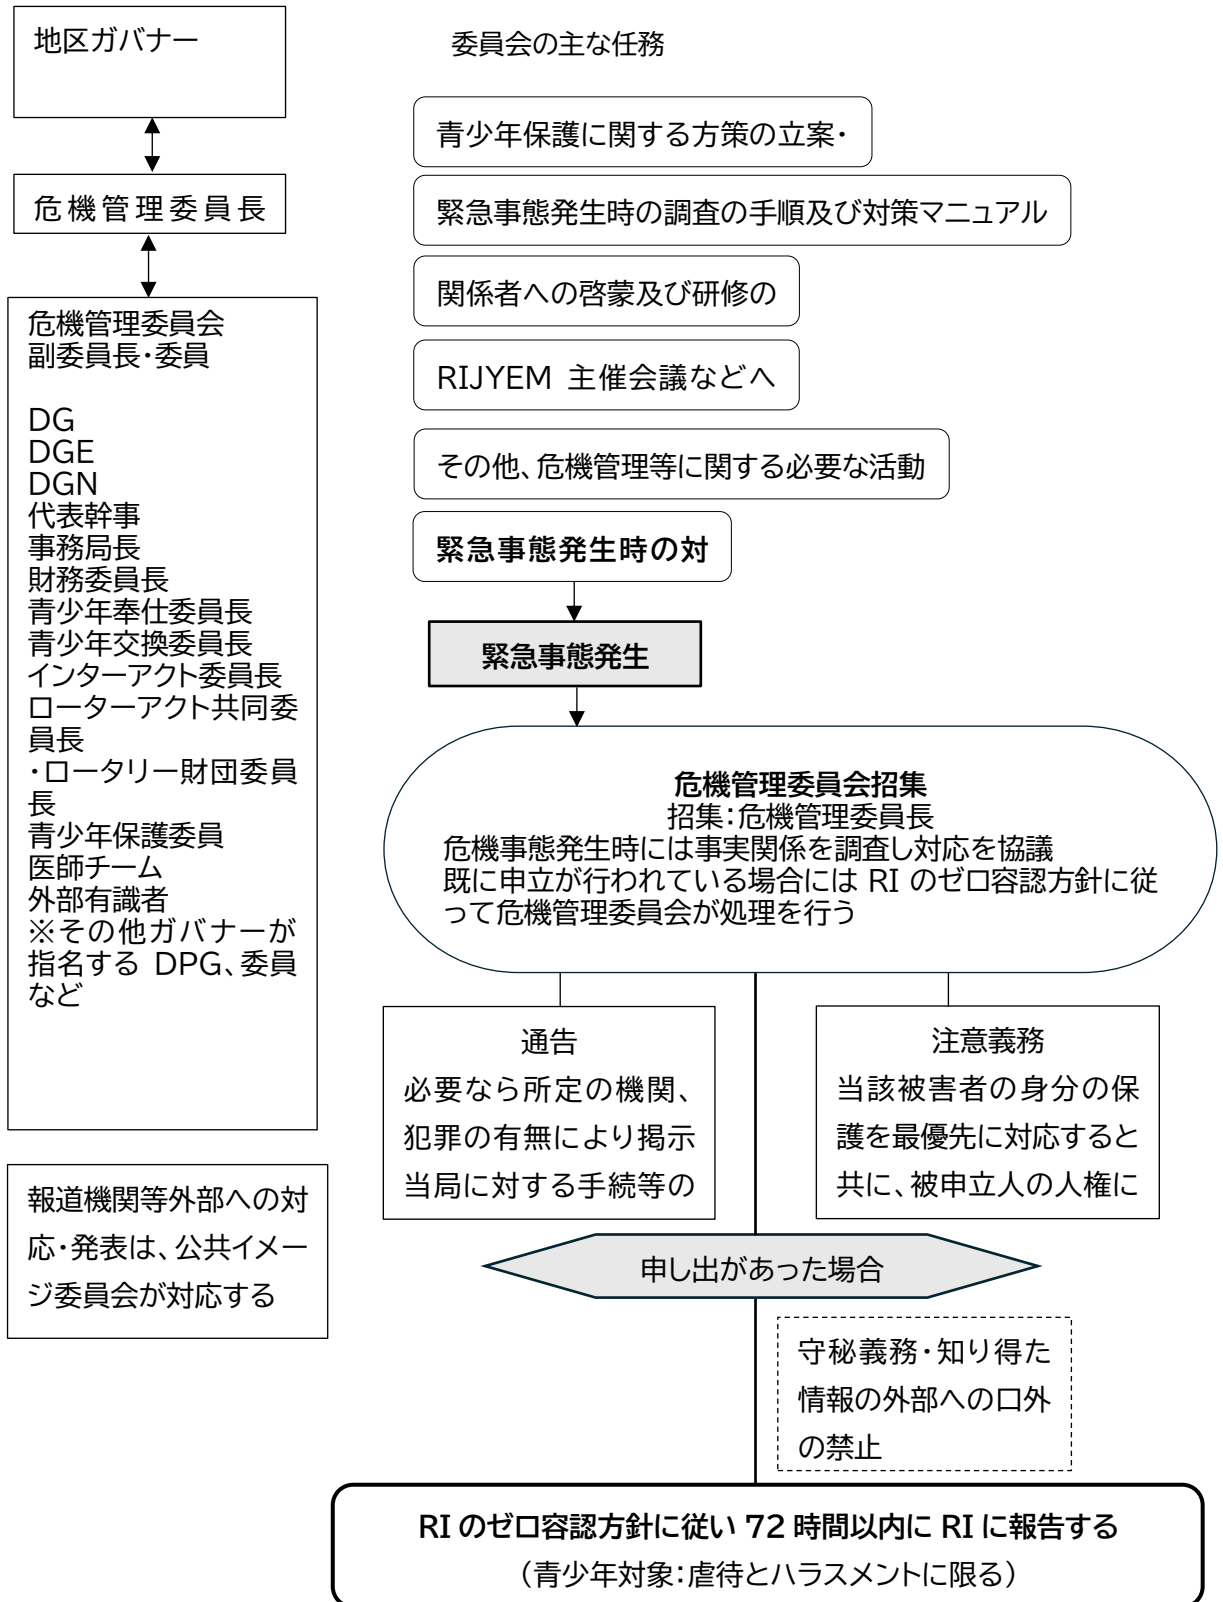 地区ガバナー
危機管理委員長
危機管理委員会
副委員長・委員
DG
DGE
DGN
代表幹事
事務局長
財務委員長
青少年奉仕委員長
青少年交換委員長
インターアクト委員長
ローターアクト共同委
員長
・ロータリー財団委員
長
青少年保護委員
医師チーム
外部有識者
※その他ガバナーが
指名する DPG、委員
など
報道機関等外部への対
応・発表は、公共イメー
ジ委員会が対応する
委員会の主な任務
青少年保護に関する方策の立案・
緊急事態発生時の調査の手順及び対策マニュアル
関係者への啓蒙及び研修の
RIJYEM 主催会議などへ
その他、危機管理等に関する必要な活動
緊急事態発生時の対
緊急事態発生
危機管理委員会招集
招集：危機管理委員長
危機事態発生時には事実関係を調査し対応を協議
既に申立が行われている場合には RI のゼロ容認方針に従
って危機管理委員会が処理を行う
通告
必要なら所定の機関、
犯罪の有無により掲示
当局に対する手続等の
注意義務
当該被害者の身分の保
護を最優先に対応すると
共に、被申立人の人権に
申し出があった場合
守秘義務・知り得た
情報の外部への口外
の禁止
RI のゼロ容認方針に従い 72 時間以内に RI に報告する
（青少年対象：虐待とハラスメントに限る）